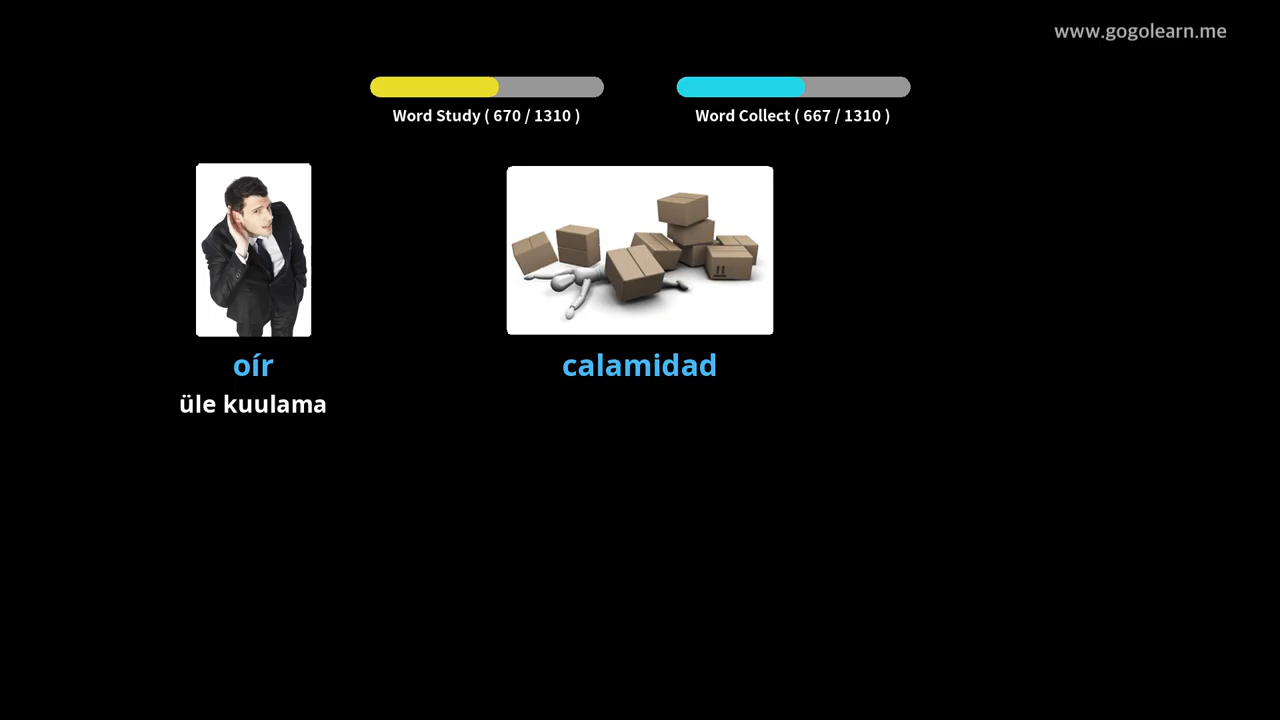 www.gogolearn.me
Word Study ( 670 / 1310 )
Word Collect ( 667 / 1310 )
oír
üle kuulama
calamidad